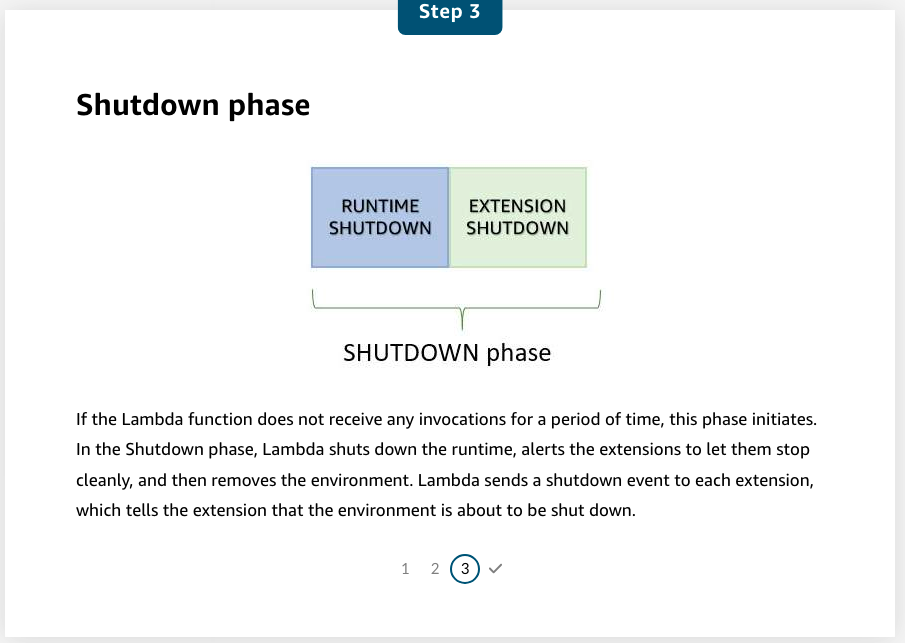 Step 3
Shutdown phase
RUNTIME
SHUTDOWN
EXTENSION
SHUTDOWN
SHUTDOWN phase
If the Lambda function does not receive any invocations for a period of time, this phase initiates.
In the Shutdown phase, Lambda shuts down the runtime, alerts the extensions to let them stop
cleanly, and then removes the environment. Lambda sends a shutdown event to each extension,
which tells the extension that the environment is about to be shut down.
1 2 3